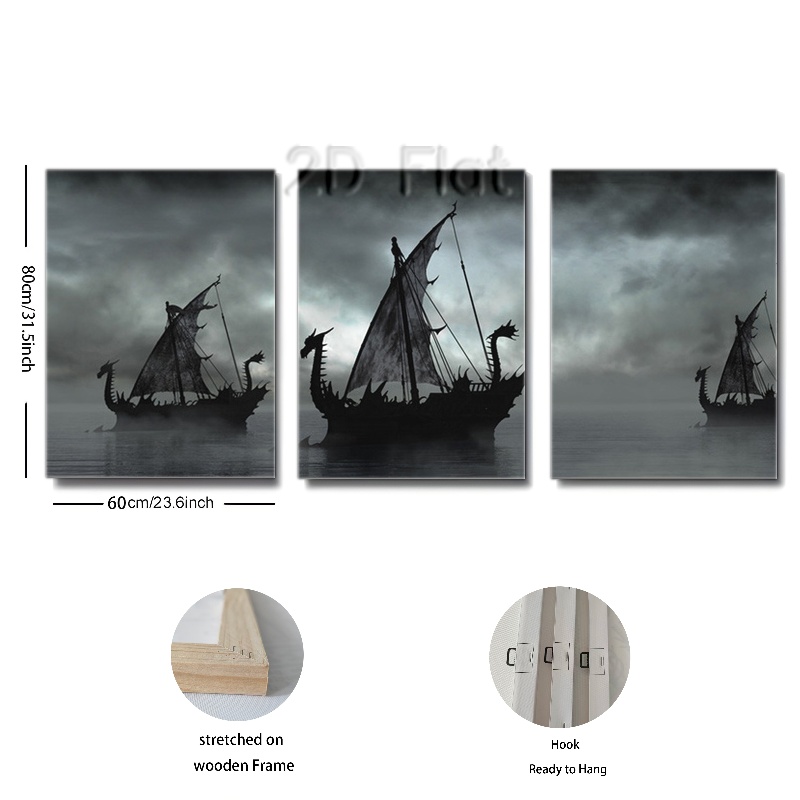 2D Flat
80cm/31.5inch
60cm/23.6inch
stretched on
wooden Frame
Hook
Ready to Hang